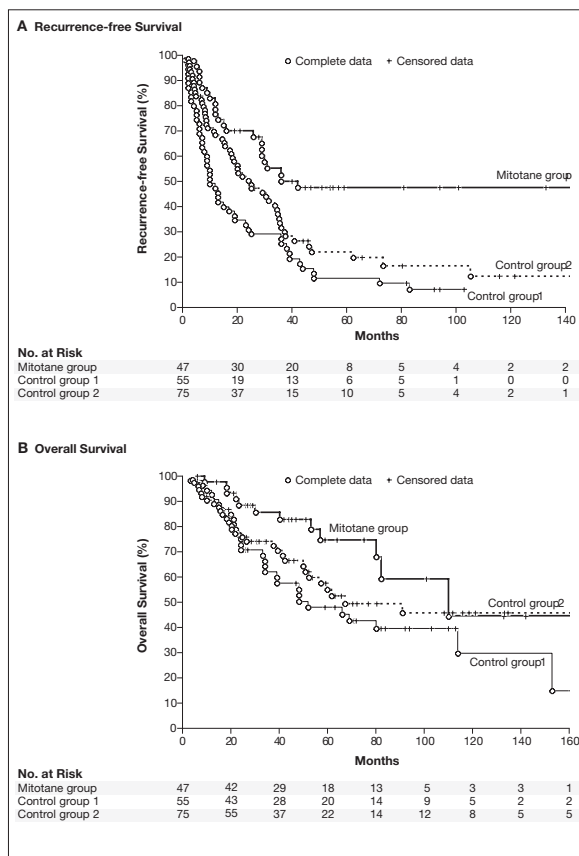 A Recurrence-free Survival
Complete data Censored data
Recurrence-free Survival (%)
100
90
80
70
60
50
40
30
20
10
0
Mitotane group
Control group 2
Control group 1
0 20 40 60 80 100 120 140
Months
No. at Risk
Mitotane group 47 30 20 8 5 4 2 2
Control group 1 55 19 13 6 5 1 0 0
Control group 2 75 37 15 10 5 4 2 1
B Overall Survival
Complete data Censored data
Overall Survival (%)
100
90
80
70
60
50
40
30
20
10
0
Mitotane group
Control group 2
Control group 1
0 20 40 60 80 100 120 140 160
Months
No. at Risk
Mitotane group 47 42 29 18 13 5 3 3 1
Control group 1 55 43 28 20 14 9 5 2 2
Control group 2 75 55 37 22 14 12 8 5 5